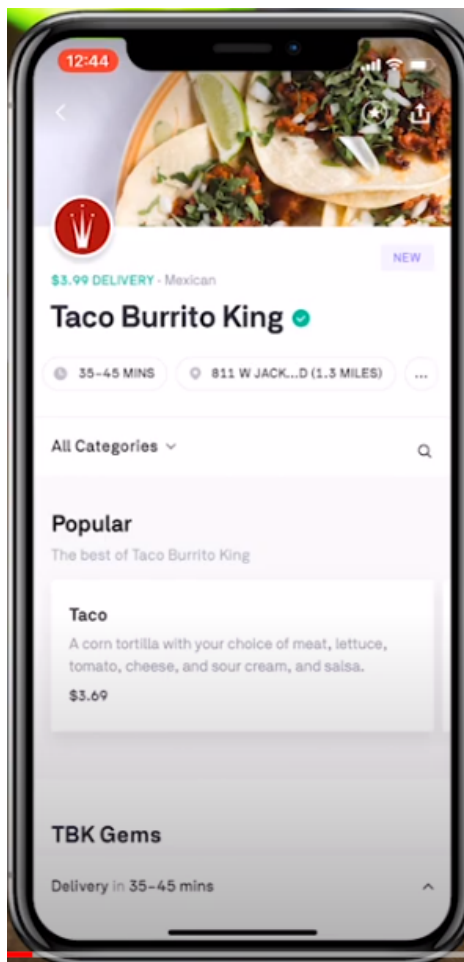 12:44
NEW
$3.99 DELIVERY - Mexican
Taco Burrito King
35-45 MINS
811 W JACK...D (1.3 MILES)
...
All Categories
Popular
The best of Taco Burrito King
Taco
A corn tortilla with your choice of meat, lettuce,
tomato, cheese, and sour cream, and salsa.
$3.69
TBK Gems
Delivery in 35-45 mins